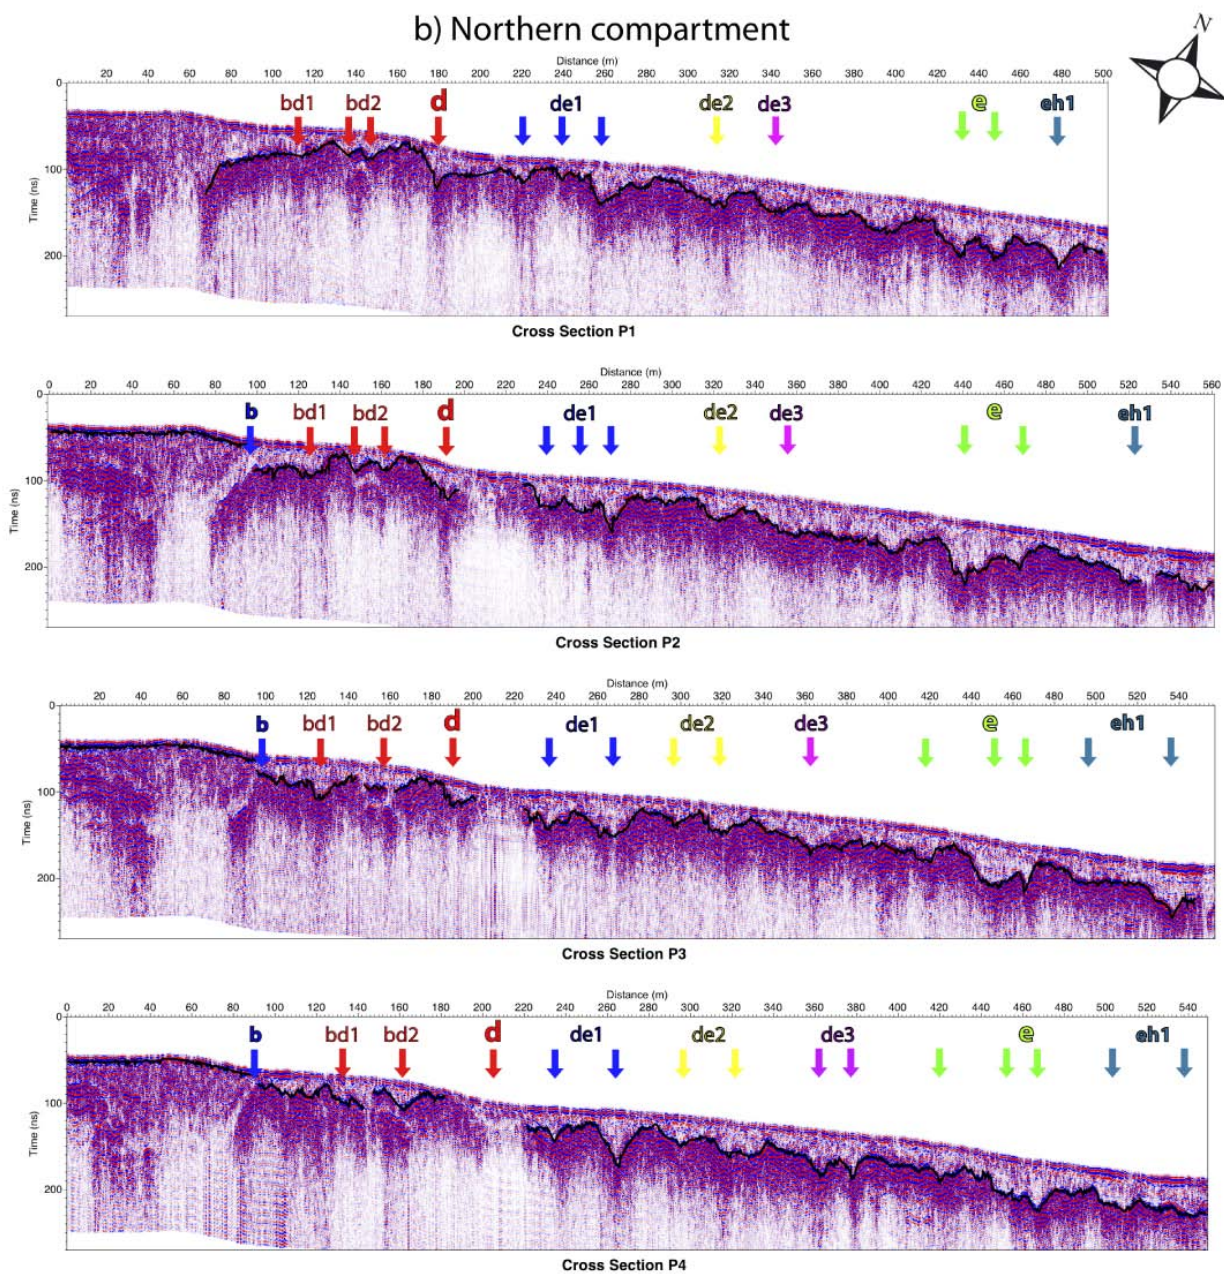 b) Northern compartment
N
Distance (m)
20 40 60 80 100 120 140 160 180 200 220 240 260 280 300 320 340 360 380 400 420 440 460 480 500
0
bd1 bd2 d de1 de2 de3 e eh1
100
Time (ns)
200
Cross Section P1
Distance (m)
0 20 40 60 80 100 120 140 160 180 200 220 240 260 280 300 320 340 360 380 400 420 440 460 480 500 520 540 560
0
b bd1 bd2 d de1 de2 de3 e eh1
100
Time (ns)
200
Cross Section P2
Distance (m)
20 40 60 80 100 120 140 160 180 200 220 240 260 280 300 320 340 360 380 400 420 440 460 480 500 520 540
0
b bd1 bd2 d de1 de2 de3 e eh1
100
Time (ns)
200
Cross Section P3
Distance (m)
0 20 40 60 80 100 120 140 160 180 200 220 240 260 280 300 320 340 360 380 400 420 440 460 480 500 520 540
0
b bd1 bd2 d de1 de2 de3 e eh1
100
Time (ns)
200
Cross Section P4